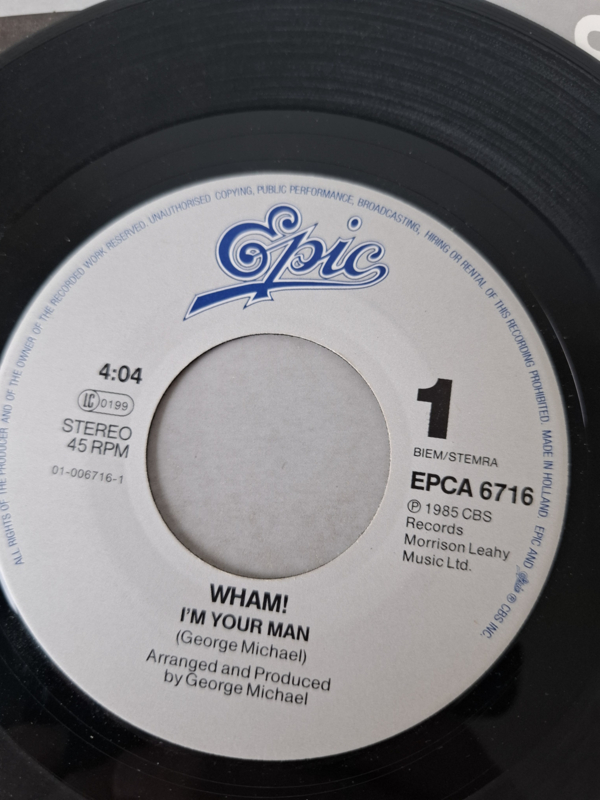 ALL RIGHTS OF THE PRODUCER AND OF THE OWNER OF THE RECORDED WORK RESERVED. UNAUTHORISED COPYING, PUBLIC PERFORMANCE, BROADCASTING, HIRING OR RENTAL OF THIS RECORDING PROHIBITED. MADE IN HOLLAND. EPIC AND ℗ CBS INC.
Epic
4:04
LC 0199
STEREO
45 RPM
01-006716-1
1
BIEM/STEMRA
EPCA 6716
℗ 1985 CBS
Records
Morrison Leahy
Music Ltd.
WHAM!
I'M YOUR MAN
(George Michael)
Arranged and Produced
by George Michael